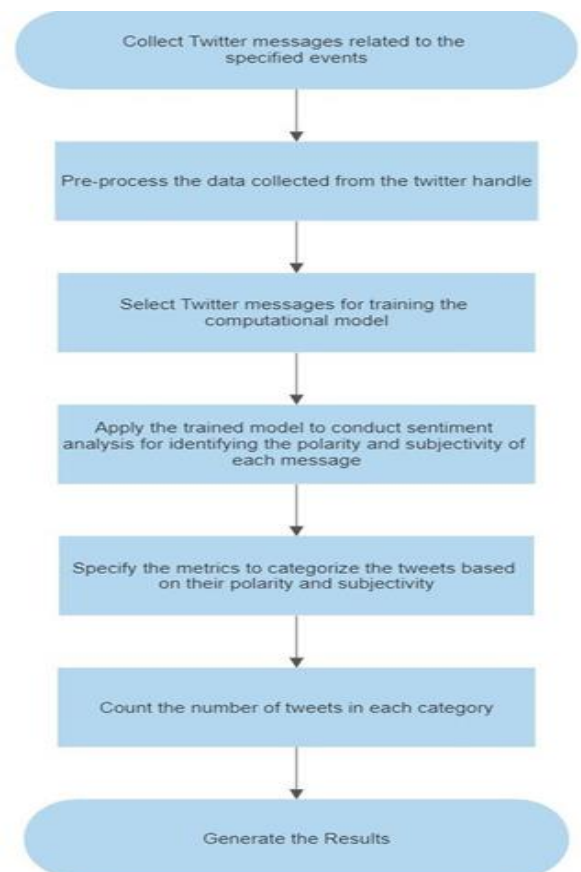 Collect Twitter messages related to the
specified events
Pre-process the data collected from the twitter handle
Select Twitter messages for training the
computational model
Apply the trained model to conduct sentiment
analysis for identifying the polarity and subjectivity of
each message
Specify the metrics to categorize the tweets based
on their polarity and subjectivity
Count the number of tweets in each category
Generate the Results